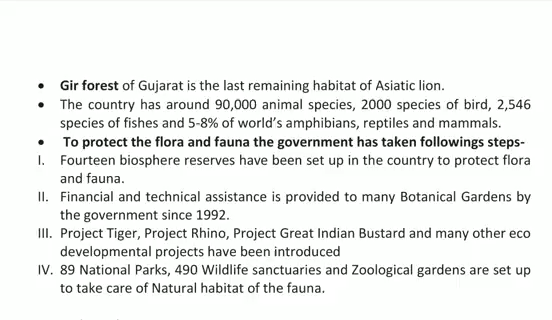 • Gir forest of Gujarat is the last remaining habitat of Asiatic lion.
• The country has around 90,000 animal species, 2000 species of bird, 2,546
species of fishes and 5-8% of world's amphibians, reptiles and mammals.
• To protect the flora and fauna the government has taken followings steps-
I. Fourteen biosphere reserves have been set up in the country to protect flora
and fauna.
II. Financial and technical assistance is provided to many Botanical Gardens by
the government since 1992.
III. Project Tiger, Project Rhino, Project Great Indian Bustard and many other eco
developmental projects have been introduced
IV. 89 National Parks, 490 Wildlife sanctuaries and Zoological gardens are set up
to take care of Natural habitat of the fauna.